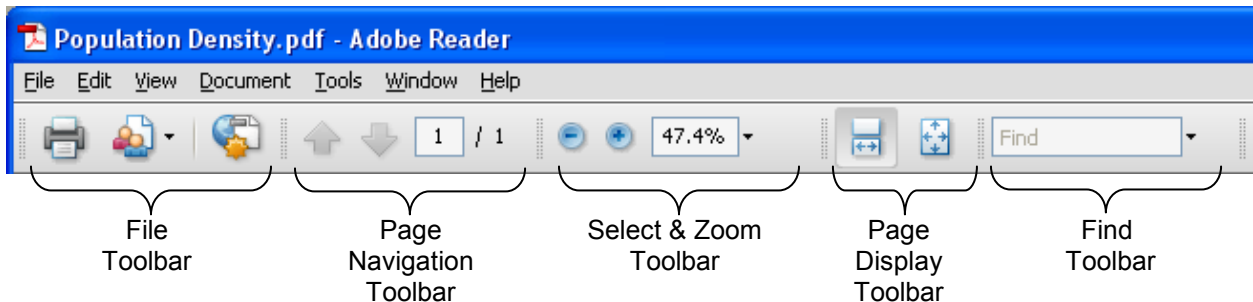 Population Density.pdf - Adobe Reader
File Edit View Document Tools Window Help
1 / 1 47.4% Find
File Toolbar
Page Navigation Toolbar
Select & Zoom Toolbar
Page Display Toolbar
Find Toolbar